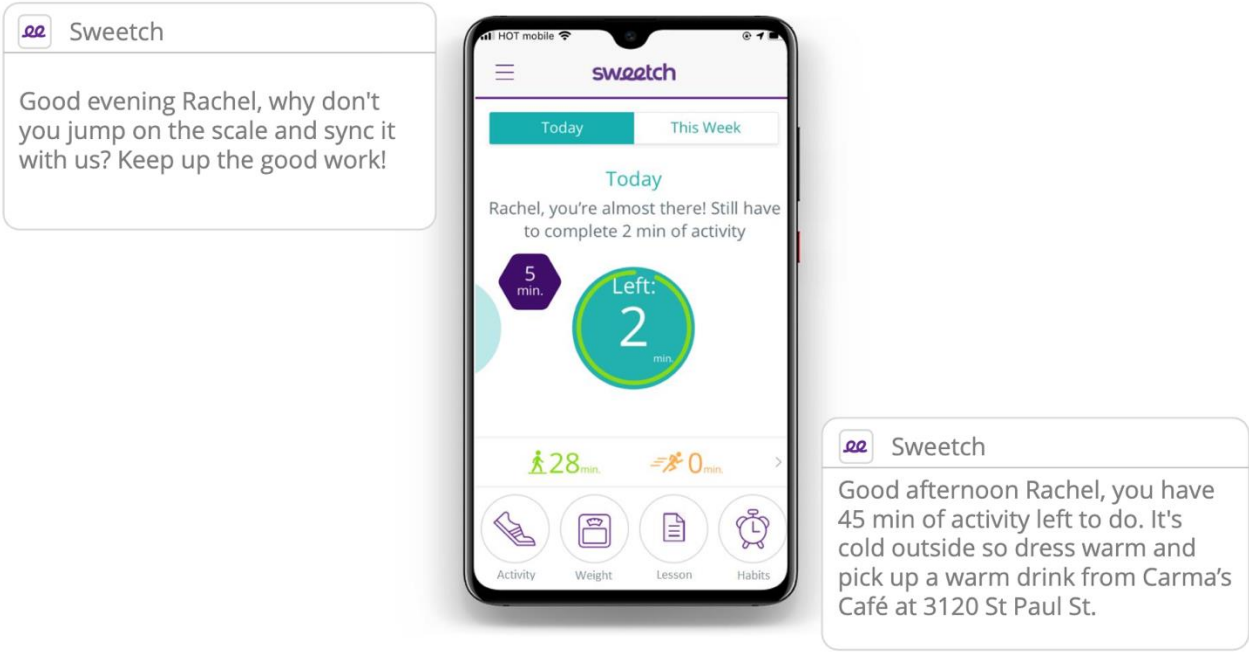 Sweetch
Good evening Rachel, why don't
you jump on the scale and sync it
with us? Keep up the good work!
HOT mobile
sweetch
Today
This Week
Today
Rachel, you're almost there! Still have
to complete 2 min of activity
5
min.
Left:
2
min.
28 min.
0 min.
Activity
Weight
Lesson
Habits
Sweetch
Good afternoon Rachel, you have
45 min of activity left to do. It's
cold outside so dress warm and
pick up a warm drink from Carma’s
Café at 3120 St Paul St.